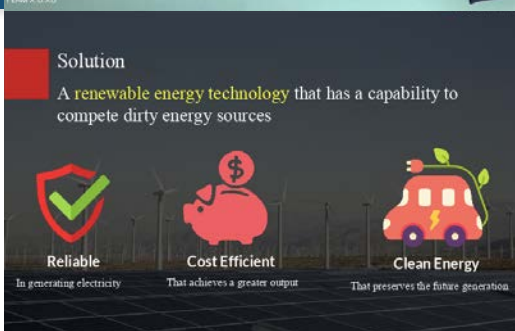 Solution
A renewable energy technology that has a capability to
compete dirty energy sources
$
Reliable
Cost Efficient
Clean Energy
In generating electricity
That achieves a greater output
That preserves the future generation